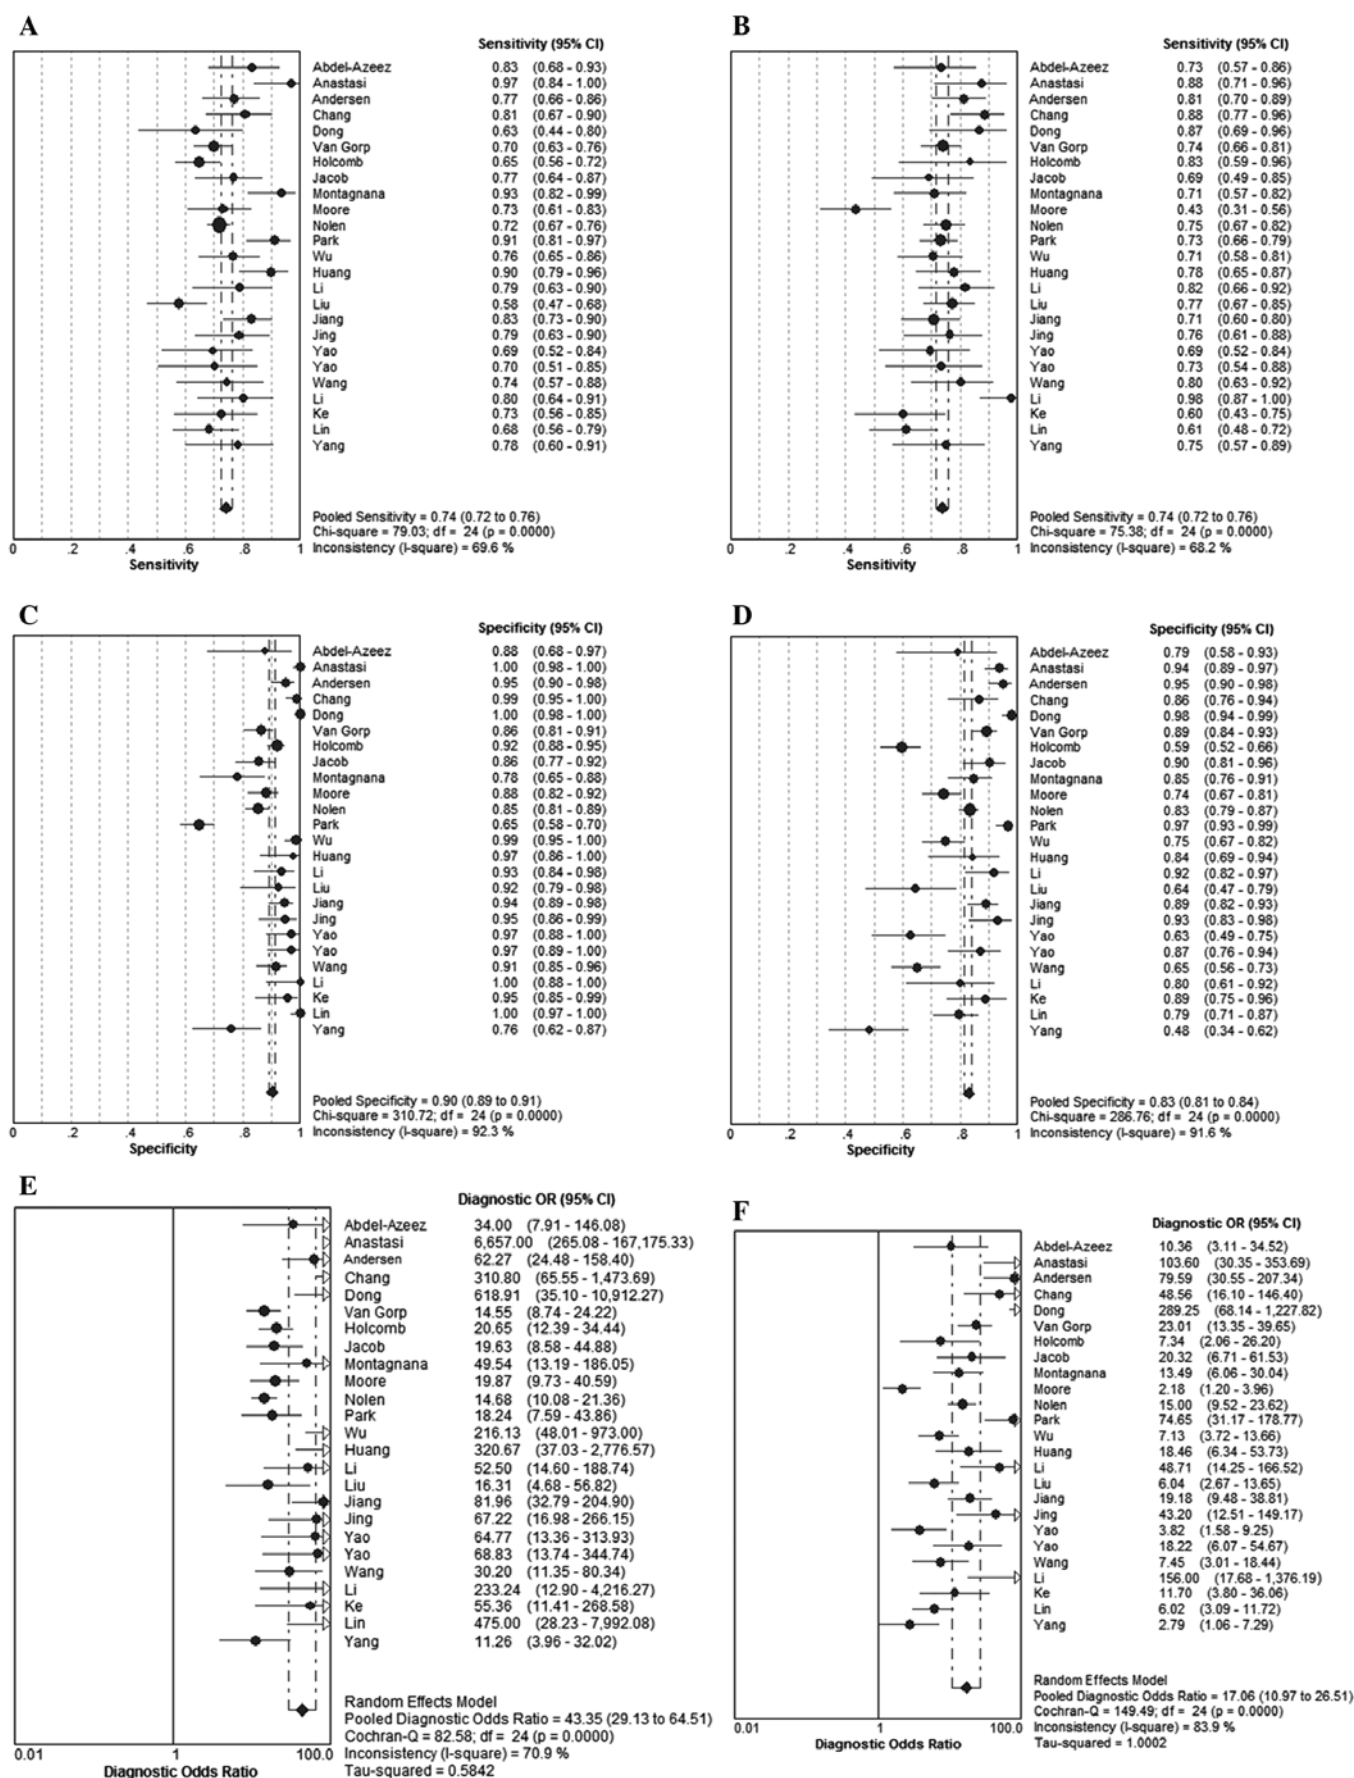 A
Sensitivity (95% CI)
Abdel-Azeez 0.83 (0.68 - 0.93)
Anastasi 0.97 (0.84 - 1.00)
Andersen 0.77 (0.66 - 0.86)
Chang 0.81 (0.67 - 0.90)
Dong 0.63 (0.44 - 0.80)
Van Gorp 0.70 (0.63 - 0.76)
Holcomb 0.65 (0.56 - 0.72)
Jacob 0.77 (0.64 - 0.87)
Montagnana 0.93 (0.82 - 0.99)
Moore 0.73 (0.61 - 0.83)
Nolen 0.72 (0.67 - 0.76)
Park 0.91 (0.81 - 0.97)
Wu 0.76 (0.65 - 0.86)
Huang 0.90 (0.79 - 0.96)
Li 0.79 (0.63 - 0.90)
Liu 0.58 (0.47 - 0.68)
Jiang 0.83 (0.73 - 0.90)
Jing 0.79 (0.63 - 0.90)
Yao 0.69 (0.52 - 0.84)
Yao 0.70 (0.51 - 0.85)
Wang 0.74 (0.57 - 0.88)
Li 0.80 (0.64 - 0.91)
Ke 0.73 (0.56 - 0.85)
Lin 0.68 (0.56 - 0.79)
Yang 0.78 (0.60 - 0.91)
Pooled Sensitivity = 0.74 (0.72 to 0.76)
Chi-square = 79.03; df = 24 (p = 0.0000)
Inconsistency (I-square) = 69.6 %
0 .2 .4 .6 .8 1
Sensitivity
B
Sensitivity (95% CI)
Abdel-Azeez 0.73 (0.57 - 0.86)
Anastasi 0.88 (0.71 - 0.96)
Andersen 0.81 (0.70 - 0.89)
Chang 0.88 (0.77 - 0.96)
Dong 0.87 (0.69 - 0.96)
Van Gorp 0.74 (0.66 - 0.81)
Holcomb 0.83 (0.59 - 0.96)
Jacob 0.69 (0.49 - 0.85)
Montagnana 0.71 (0.57 - 0.82)
Moore 0.43 (0.31 - 0.56)
Nolen 0.75 (0.67 - 0.82)
Park 0.73 (0.66 - 0.79)
Wu 0.71 (0.58 - 0.81)
Huang 0.78 (0.65 - 0.87)
Li 0.82 (0.66 - 0.92)
Liu 0.77 (0.67 - 0.85)
Jiang 0.71 (0.60 - 0.80)
Jing 0.76 (0.61 - 0.88)
Yao 0.69 (0.52 - 0.84)
Yao 0.73 (0.54 - 0.88)
Wang 0.80 (0.63 - 0.92)
Li 0.98 (0.87 - 1.00)
Ke 0.60 (0.43 - 0.75)
Lin 0.61 (0.48 - 0.72)
Yang 0.75 (0.57 - 0.89)
Pooled Sensitivity = 0.74 (0.72 to 0.76)
Chi-square = 75.38; df = 24 (p = 0.0000)
Inconsistency (I-square) = 68.2 %
0 .2 .4 .6 .8 1
Sensitivity
C
Specificity (95% CI)
Abdel-Azeez 0.88 (0.68 - 0.97)
Anastasi 1.00 (0.98 - 1.00)
Andersen 0.95 (0.90 - 0.98)
Chang 0.99 (0.95 - 1.00)
Dong 1.00 (0.98 - 1.00)
Van Gorp 0.86 (0.81 - 0.91)
Holcomb 0.92 (0.88 - 0.95)
Jacob 0.86 (0.77 - 0.92)
Montagnana 0.78 (0.65 - 0.88)
Moore 0.88 (0.82 - 0.92)
Nolen 0.85 (0.81 - 0.89)
Park 0.65 (0.58 - 0.70)
Wu 0.99 (0.95 - 1.00)
Huang 0.97 (0.86 - 1.00)
Li 0.93 (0.84 - 0.98)
Liu 0.92 (0.79 - 0.98)
Jiang 0.94 (0.89 - 0.98)
Jing 0.95 (0.86 - 0.99)
Yao 0.97 (0.88 - 1.00)
Yao 0.97 (0.89 - 1.00)
Wang 0.91 (0.85 - 0.96)
Li 1.00 (0.88 - 1.00)
Ke 0.95 (0.85 - 0.99)
Lin 1.00 (0.97 - 1.00)
Yang 0.76 (0.62 - 0.87)
Pooled Specificity = 0.90 (0.89 to 0.91)
Chi-square = 310.72; df = 24 (p = 0.0000)
Inconsistency (I-square) = 92.3 %
0 .2 .4 .6 .8 1
Specificity
D
Specificity (95% CI)
Abdel-Azeez 0.79 (0.58 - 0.93)
Anastasi 0.94 (0.89 - 0.97)
Andersen 0.95 (0.90 - 0.98)
Chang 0.86 (0.76 - 0.94)
Dong 0.98 (0.94 - 0.99)
Van Gorp 0.89 (0.84 - 0.93)
Holcomb 0.59 (0.52 - 0.66)
Jacob 0.90 (0.81 - 0.96)
Montagnana 0.85 (0.76 - 0.91)
Moore 0.74 (0.67 - 0.81)
Nolen 0.83 (0.79 - 0.87)
Park 0.97 (0.93 - 0.99)
Wu 0.75 (0.67 - 0.82)
Huang 0.84 (0.69 - 0.94)
Li 0.92 (0.82 - 0.97)
Liu 0.64 (0.47 - 0.79)
Jiang 0.89 (0.82 - 0.93)
Jing 0.93 (0.83 - 0.98)
Yao 0.63 (0.49 - 0.75)
Yao 0.87 (0.76 - 0.94)
Wang 0.65 (0.56 - 0.73)
Li 0.80 (0.61 - 0.92)
Ke 0.89 (0.75 - 0.96)
Lin 0.79 (0.71 - 0.87)
Yang 0.48 (0.34 - 0.62)
Pooled Specificity = 0.83 (0.81 to 0.84)
Chi-square = 286.76; df = 24 (p = 0.0000)
Inconsistency (I-square) = 91.6 %
0 .2 .4 .6 .8 1
Specificity
E
Diagnostic OR (95% CI)
Abdel-Azeez 34.00 (7.91 - 146.08)
Anastasi 6,657.00 (265.08 - 167,175.33)
Andersen 62.27 (24.48 - 158.40)
Chang 310.80 (65.55 - 1,473.69)
Dong 618.91 (35.10 - 10,912.27)
Van Gorp 14.55 (8.74 - 24.22)
Holcomb 20.65 (12.39 - 34.44)
Jacob 19.63 (8.58 - 44.88)
Montagnana 49.54 (13.19 - 186.05)
Moore 19.87 (9.73 - 40.59)
Nolen 14.68 (10.08 - 21.36)
Park 18.24 (7.59 - 43.86)
Wu 216.13 (48.01 - 973.00)
Huang 320.67 (37.03 - 2,776.57)
Li 52.50 (14.60 - 188.74)
Liu 16.31 (4.68 - 56.82)
Jiang 81.96 (32.79 - 204.90)
Jing 67.22 (16.98 - 266.15)
Yao 64.77 (13.36 - 313.93)
Yao 68.83 (13.74 - 344.74)
Wang 30.20 (11.35 - 80.34)
Li 233.24 (12.90 - 4,216.27)
Ke 55.36 (11.41 - 268.58)
Lin 475.00 (28.23 - 7,992.08)
Yang 11.26 (3.96 - 32.02)
Random Effects Model
Pooled Diagnostic Odds Ratio = 43.35 (29.13 to 64.51)
Cochran-Q = 82.58; df = 24 (p = 0.0000)
Inconsistency (I-square) = 70.9 %
Tau-squared = 0.5842
0.01 1 100.0
Diagnostic Odds Ratio
F
Diagnostic OR (95% CI)
Abdel-Azeez 10.36 (3.11 - 34.52)
Anastasi 103.60 (30.35 - 353.69)
Andersen 79.59 (30.55 - 207.34)
Chang 48.56 (16.10 - 146.40)
Dong 289.25 (68.14 - 1,227.82)
Van Gorp 23.01 (13.35 - 39.65)
Holcomb 7.34 (2.06 - 26.20)
Jacob 20.32 (6.71 - 61.53)
Montagnana 13.49 (6.06 - 30.04)
Moore 2.18 (1.20 - 3.96)
Nolen 15.00 (9.52 - 23.62)
Park 74.65 (31.17 - 178.77)
Wu 7.13 (3.72 - 13.66)
Huang 18.46 (6.34 - 53.73)
Li 48.71 (14.25 - 166.52)
Liu 6.04 (2.67 - 13.65)
Jiang 19.18 (9.48 - 38.81)
Jing 43.20 (12.51 - 149.17)
Yao 3.82 (1.58 - 9.25)
Yao 18.22 (6.07 - 54.67)
Wang 7.45 (3.01 - 18.44)
Li 156.00 (17.68 - 1,376.19)
Ke 11.70 (3.80 - 36.06)
Lin 6.02 (3.09 - 11.72)
Yang 2.79 (1.06 - 7.29)
Random Effects Model
Pooled Diagnostic Odds Ratio = 17.06 (10.97 to 26.51)
Cochran-Q = 149.49; df = 24 (p = 0.0000)
Inconsistency (I-square) = 83.9 %
Tau-squared = 1.0002
0.01 1 100.0
Diagnostic Odds Ratio